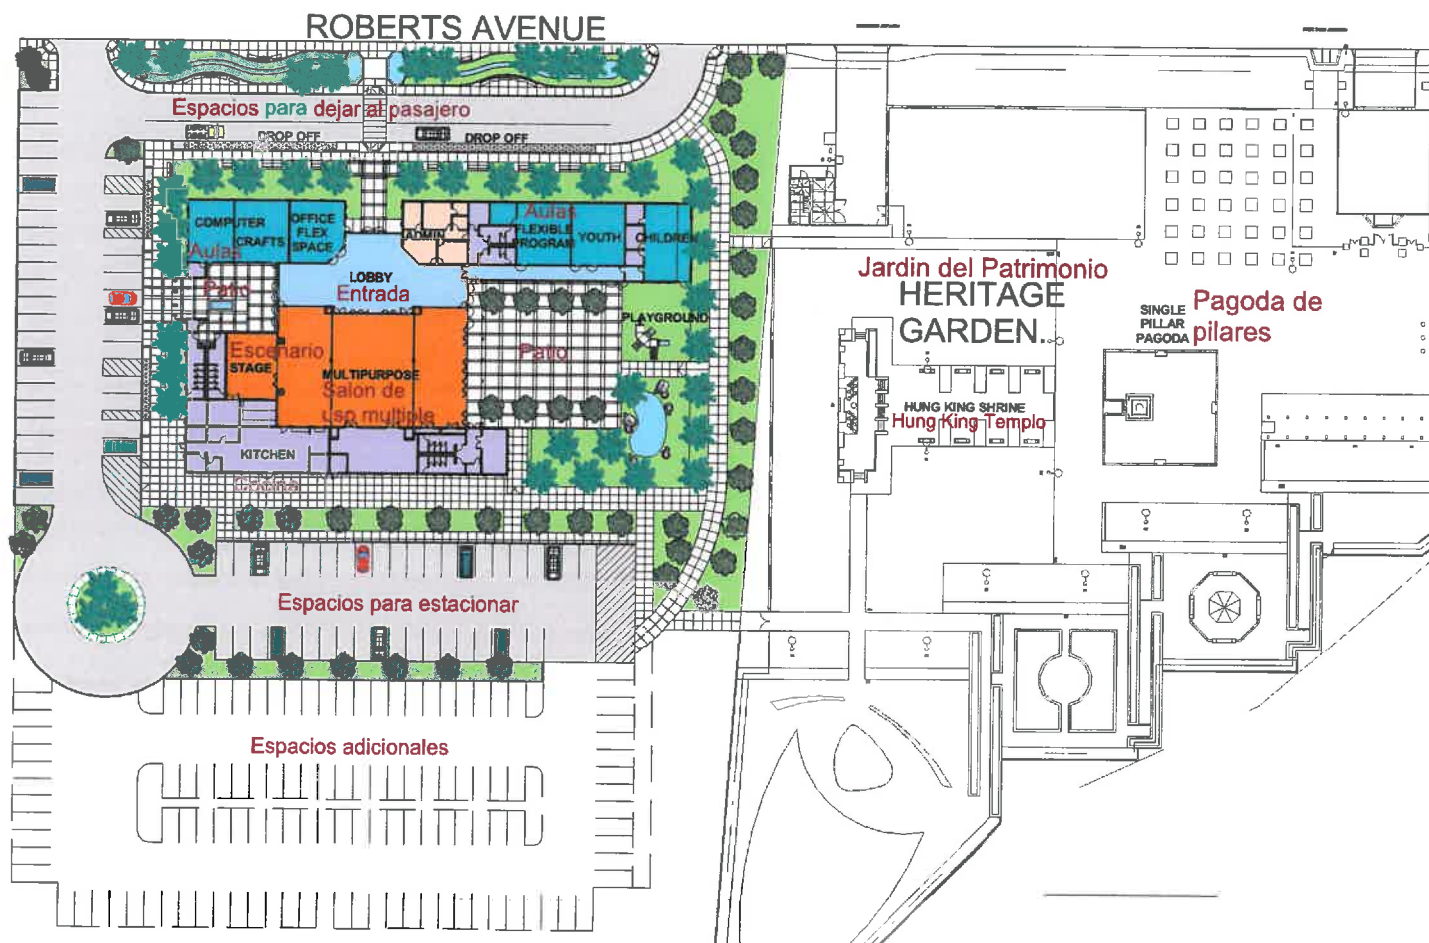 ROBERTS AVENUE
Espacios para dejar al pasajero
DROP OFF
DROP OFF
COMPUTER
CRAFTS
OFFICE
FLEX
SPACE
Aulas
ADMIN
Aulas
FLEXIBLE
PROGRAM
YOUTH
CHILDREN
LOBBY
Entrada
Patio
PLAYGROUND
Escenario
STAGE
Patio
MULTIPURPOSE
Salon de
uso multiple
KITCHEN
Cocina
Espacios para estacionar
Espacios adicionales
Jardin del Patrimonio
HERITAGE
GARDEN.
SINGLE
PILLAR
PAGODA
Pagoda de
pilares
HUNG KING SHRINE
Hung King Templo